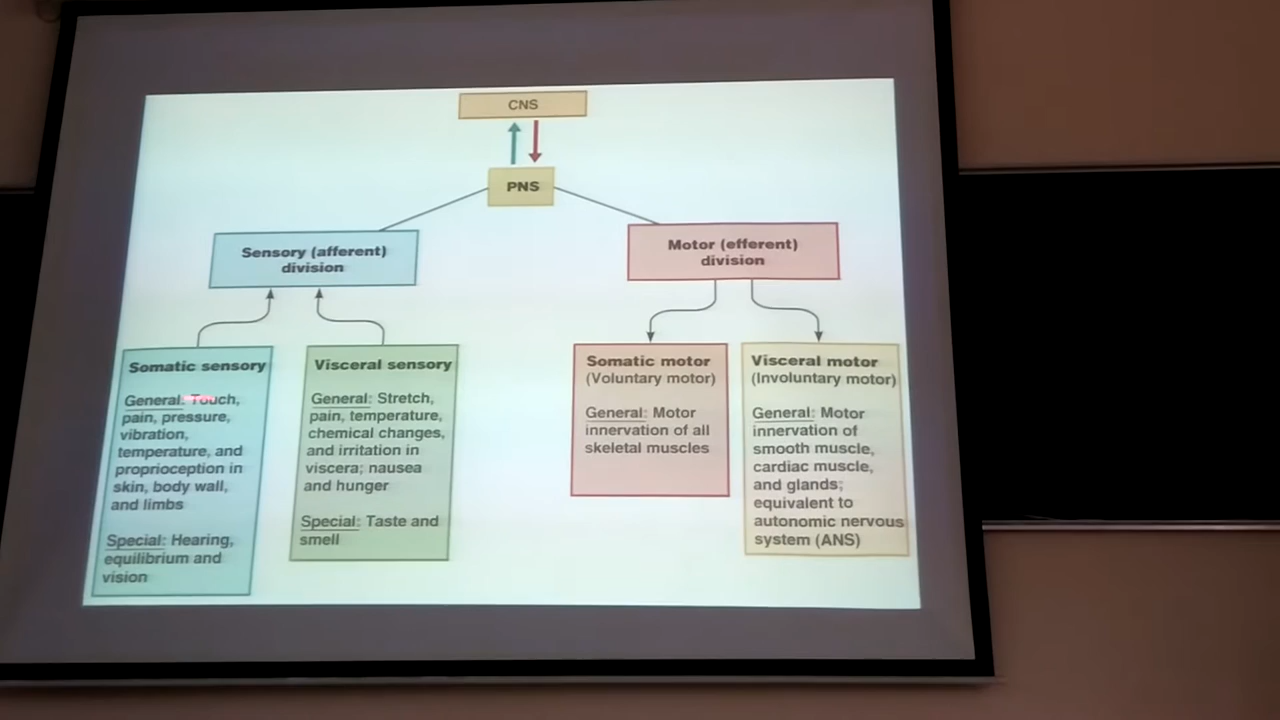 CNS
PNS
Sensory (afferent)
division
Motor (efferent)
division
Somatic sensory
General: Touch,
pain, pressure,
vibration,
temperature, and
proprioception in
skin, body wall,
and limbs
Special: Hearing,
equilibrium and
vision
Visceral sensory
General: Stretch,
pain, temperature,
chemical changes,
and irritation in
viscera; nausea
and hunger
Special: Taste and
smell
Somatic motor
(Voluntary motor)
General: Motor
innervation of all
skeletal muscles
Visceral motor
(Involuntary motor)
General: Motor
innervation of
smooth muscle,
cardiac muscle,
and glands;
equivalent to
autonomic nervous
system (ANS)